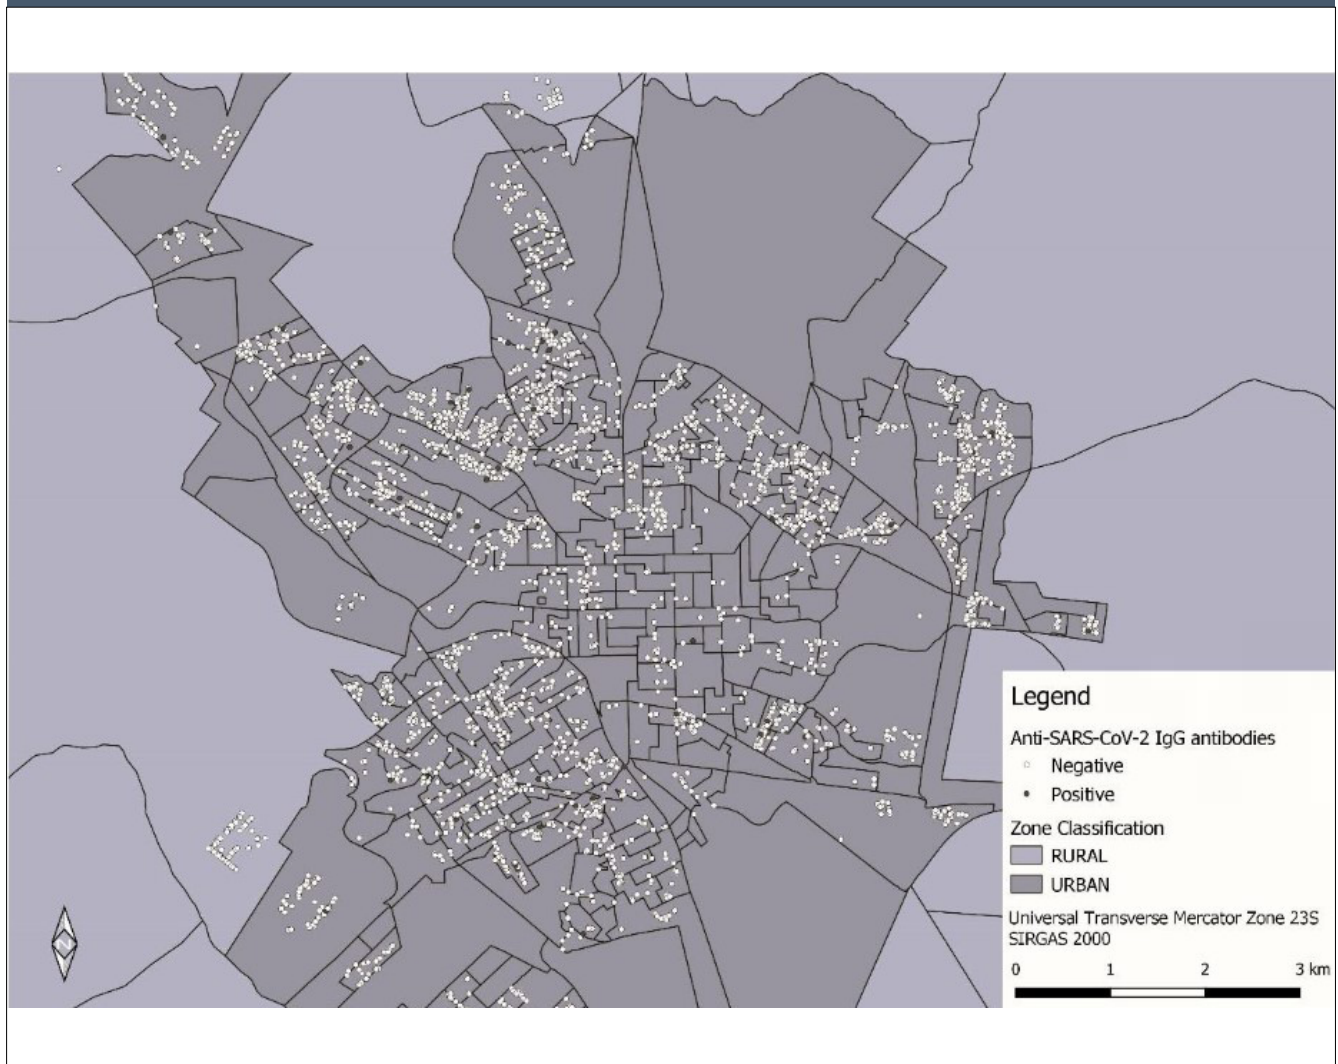 Legend
Anti-SARS-CoV-2 IgG antibodies
Negative
Positive
Zone Classification
RURAL
URBAN
Universal Transverse Mercator Zone 23S
SIRGAS 2000
0 1 2 3 km
N